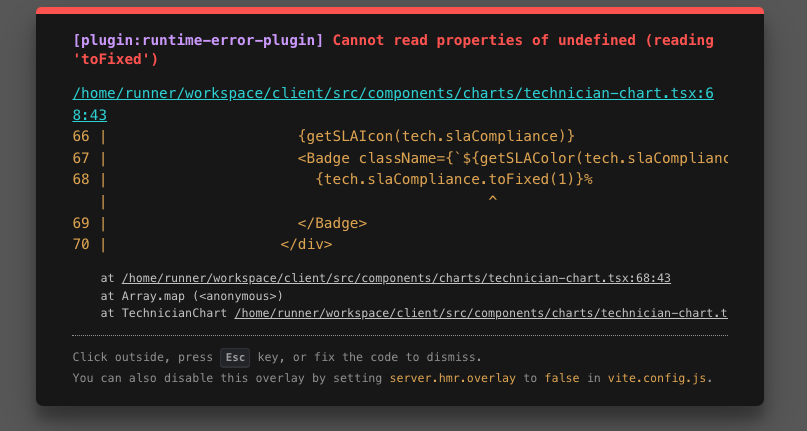 [plugin:runtime-error-plugin] Cannot read properties of undefined (reading
'toFixed')
/home/runner/workspace/client/src/components/charts/technician-chart.tsx:6
8:43
66 |                      {getSLAIcon(tech.slaCompliance)}
67 |                      <Badge className={`${getSLAColor(tech.slaComplianc
68 |                        {tech.slaCompliance.toFixed(1)}%
   |                                            ^
69 |                      </Badge>
70 |                    </div>
at /home/runner/workspace/client/src/components/charts/technician-chart.tsx:68:43
at Array.map (<anonymous>)
at TechnicianChart /home/runner/workspace/client/src/components/charts/technician-chart.t
Click outside, press Esc key, or fix the code to dismiss.
You can also disable this overlay by setting server.hmr.overlay to false in vite.config.js.